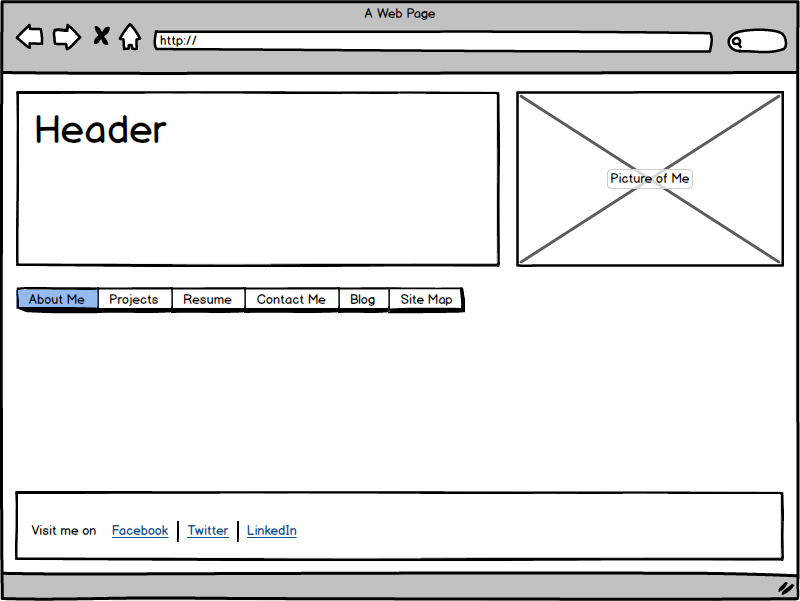 A Web Page
http://
Header
Picture of Me
About Me Projects Resume Contact Me Blog Site Map
Visit me on Facebook Twitter LinkedIn